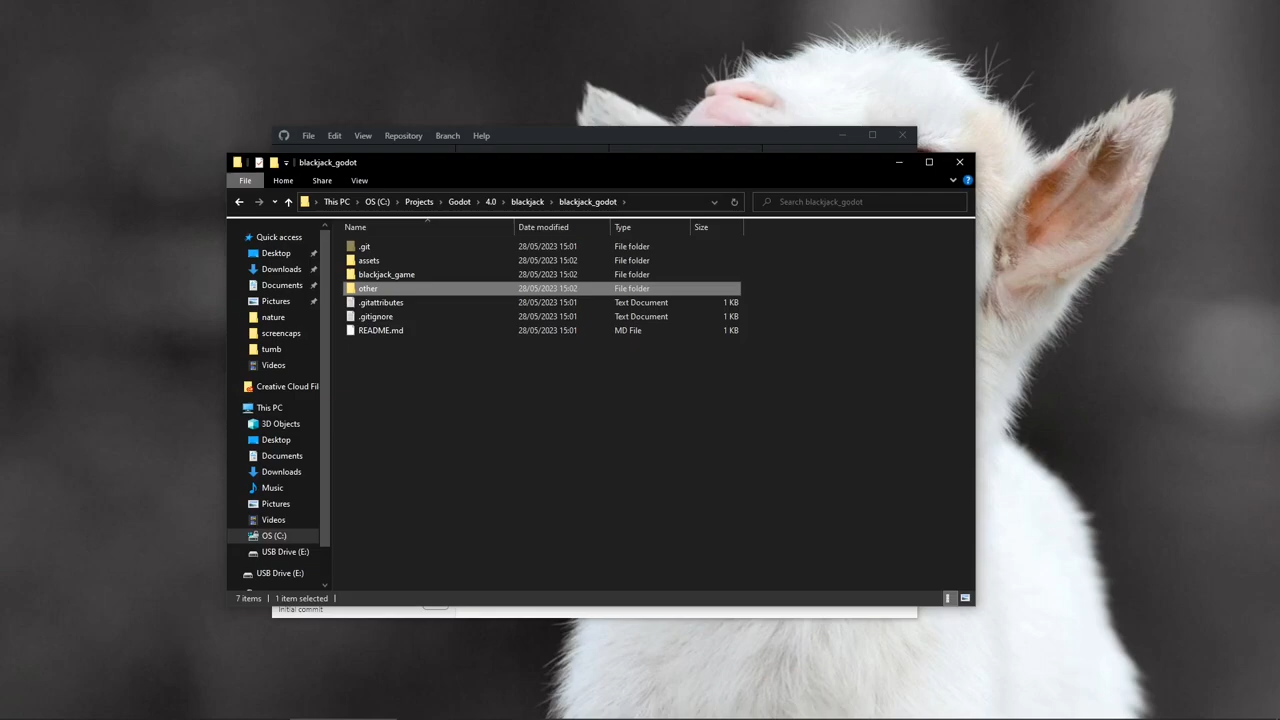 File Edit View Repository Branch Help
blackjack_godot
File Home Share View
This PC OS (C:) Projects Godot 4.0 blackjack blackjack_godot Search blackjack_godot
Name Date modified Type Size
Quick access
Desktop
Downloads
Documents
Pictures
nature
screencaps
tumb
Videos
Creative Cloud Fil
This PC
3D Objects
Desktop
Documents
Downloads
Music
Pictures
Videos
OS (C:)
USB Drive (E:)
USB Drive (E:)
.git 28/05/2023 15:01 File folder
assets 28/05/2023 15:02 File folder
blackjack_game 28/05/2023 15:02 File folder
other 28/05/2023 15:02 File folder
.gitattributes 28/05/2023 15:01 Text Document 1 KB
.gitignore 28/05/2023 15:01 Text Document 1 KB
README.md 28/05/2023 15:01 MD File 1 KB
7 items 1 item selected
Initial commit